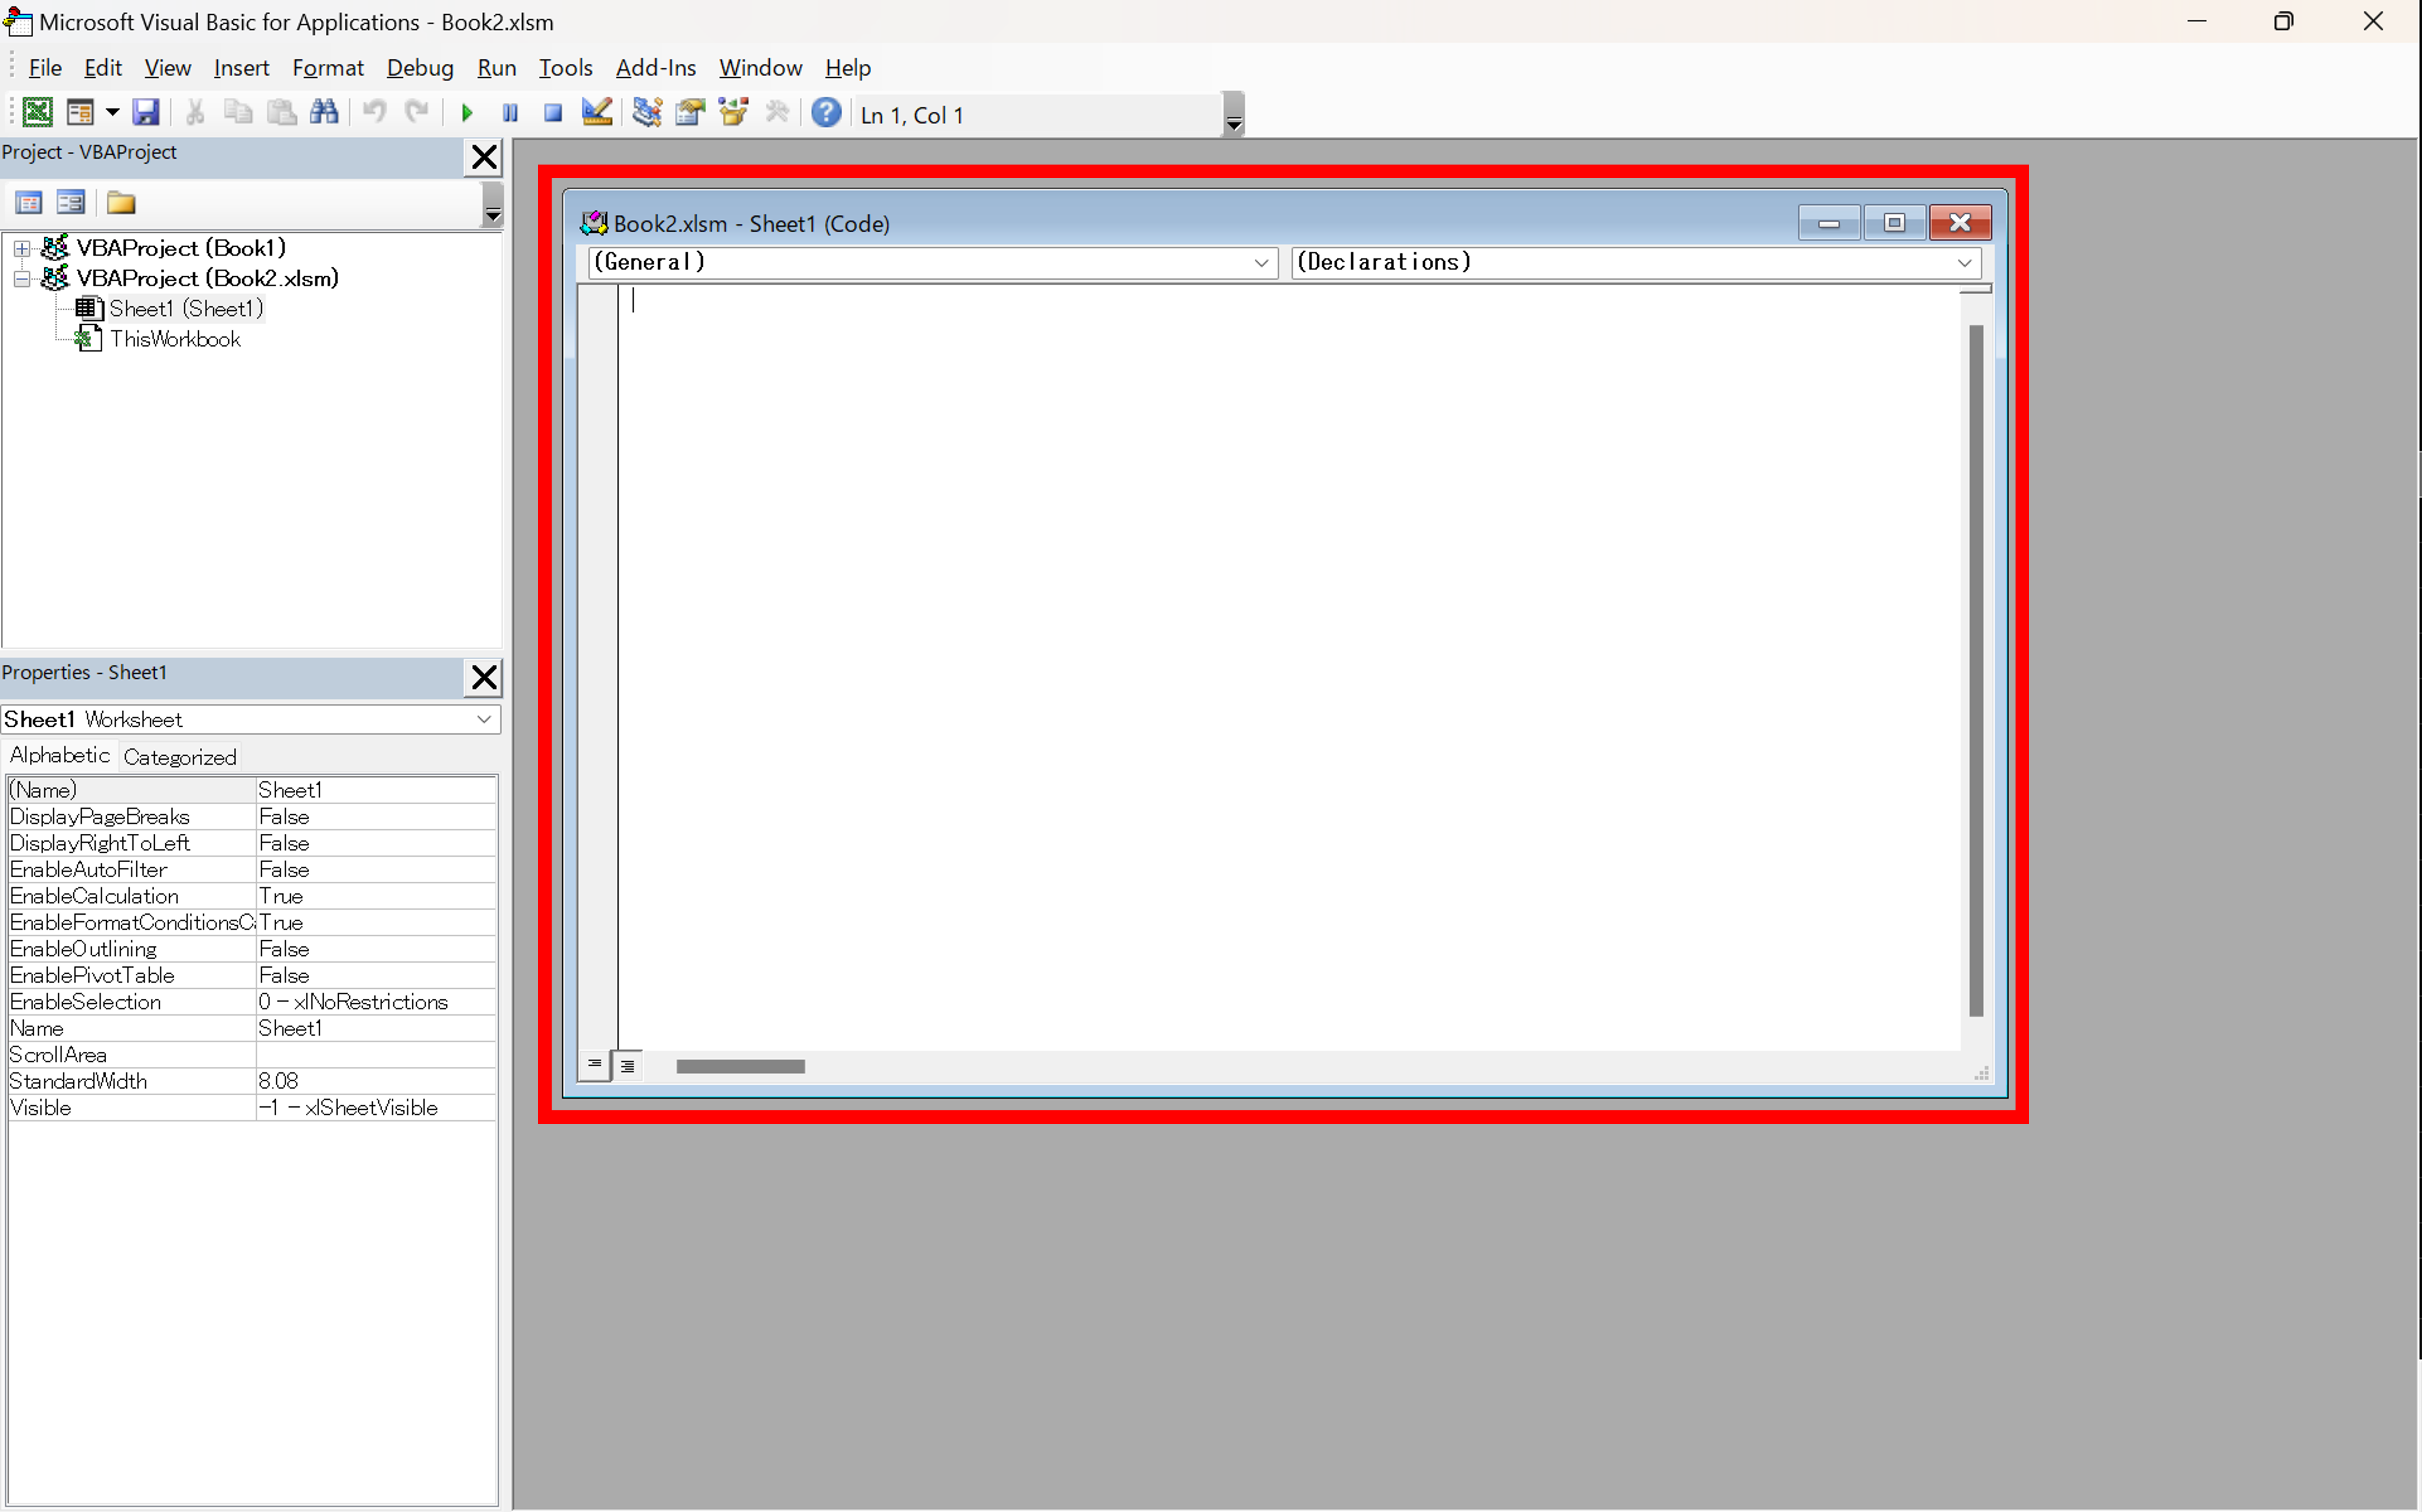 Microsoft Visual Basic for Applications - Book2.xlsm
File Edit View Insert Format Debug Run Tools Add-Ins Window Help
Ln 1, Col 1
Project - VBAProject
VBAProject (Book1)
VBAProject (Book2.xlsm)
Sheet1 (Sheet1)
ThisWorkbook
Properties - Sheet1
Sheet1 Worksheet
Alphabetic Categorized
(Name) Sheet1
DisplayPageBreaks False
DisplayRightToLeft False
EnableAutoFilter False
EnableCalculation True
EnableFormatConditionsC True
EnableOutlining False
EnablePivotTable False
EnableSelection 0 - xlNoRestrictions
Name Sheet1
ScrollArea
StandardWidth 8.08
Visible -1 - xlSheetVisible
Book2.xlsm - Sheet1 (Code)
(General) (Declarations)